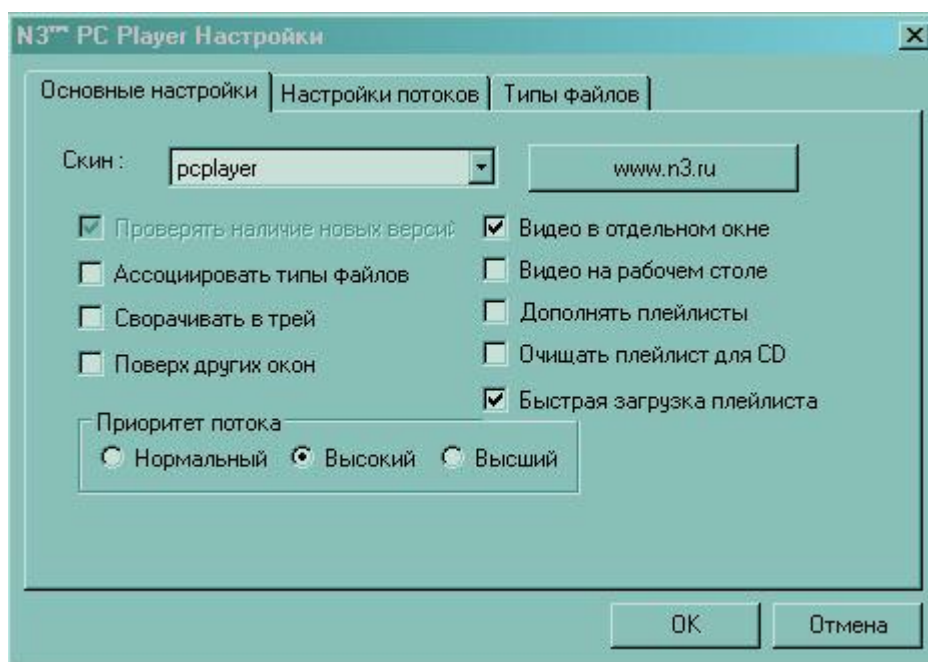 N3™ PC Player Настройки
Основные настройки Настройки потоков Типы файлов
Скин : pcplayer www.n3.ru
Проверять наличие новых версий Видео в отдельном окне
Ассоциировать типы файлов Видео на рабочем столе
Сворачивать в трей Дополнять плейлисты
Поверх других окон Очищать плейлист для CD
Быстрая загрузка плейлиста
Приоритет потока
Нормальный Высокий Высший
OK Отмена